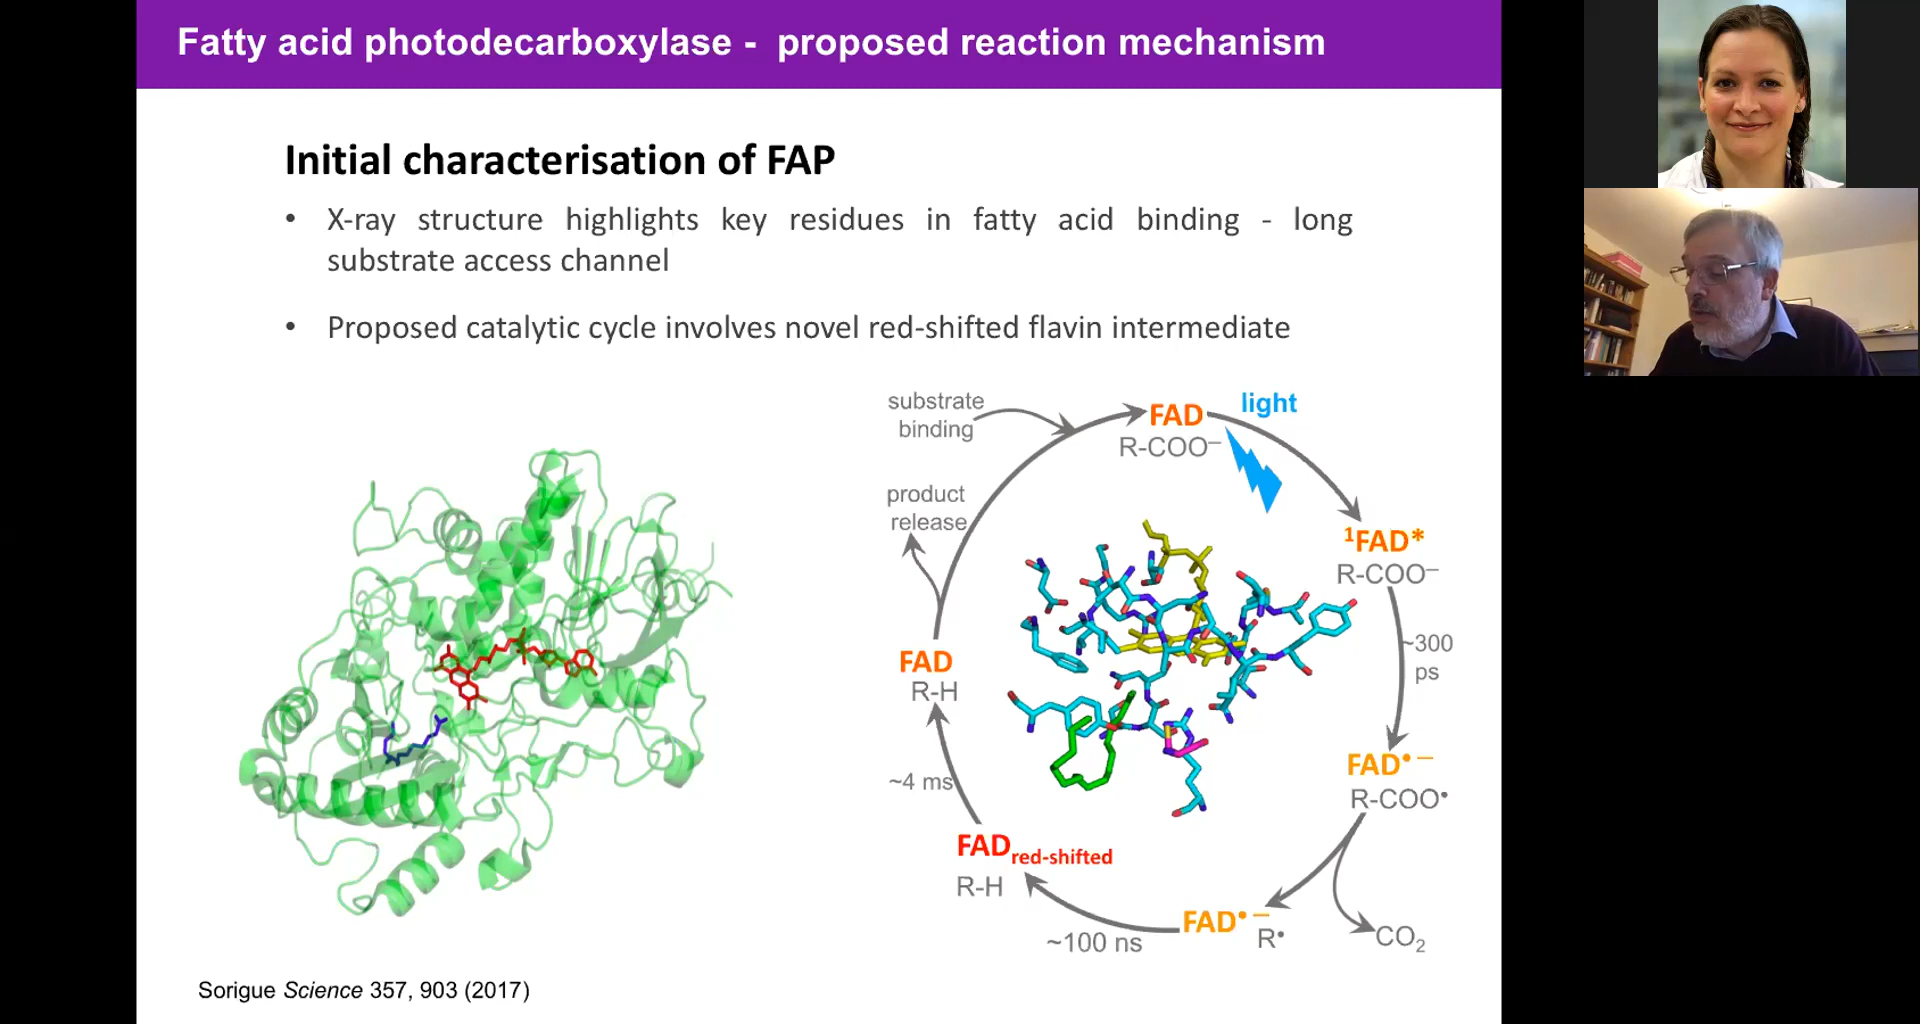 Fatty acid photodecarboxylase - proposed reaction mechanism
Initial characterisation of FAP
• X-ray structure highlights key residues in fatty acid binding - long
substrate access channel
• Proposed catalytic cycle involves novel red-shifted flavin intermediate
substrate
binding
FAD
R-COO⁻
light
product
release
¹FAD*
R-COO⁻
~300
ps
FAD
R-H
FAD•⁻
R-COO•
~4 ms
FAD red-shifted
R-H
FAD•⁻
R•
CO₂
~100 ns
Sorigue Science 357, 903 (2017)